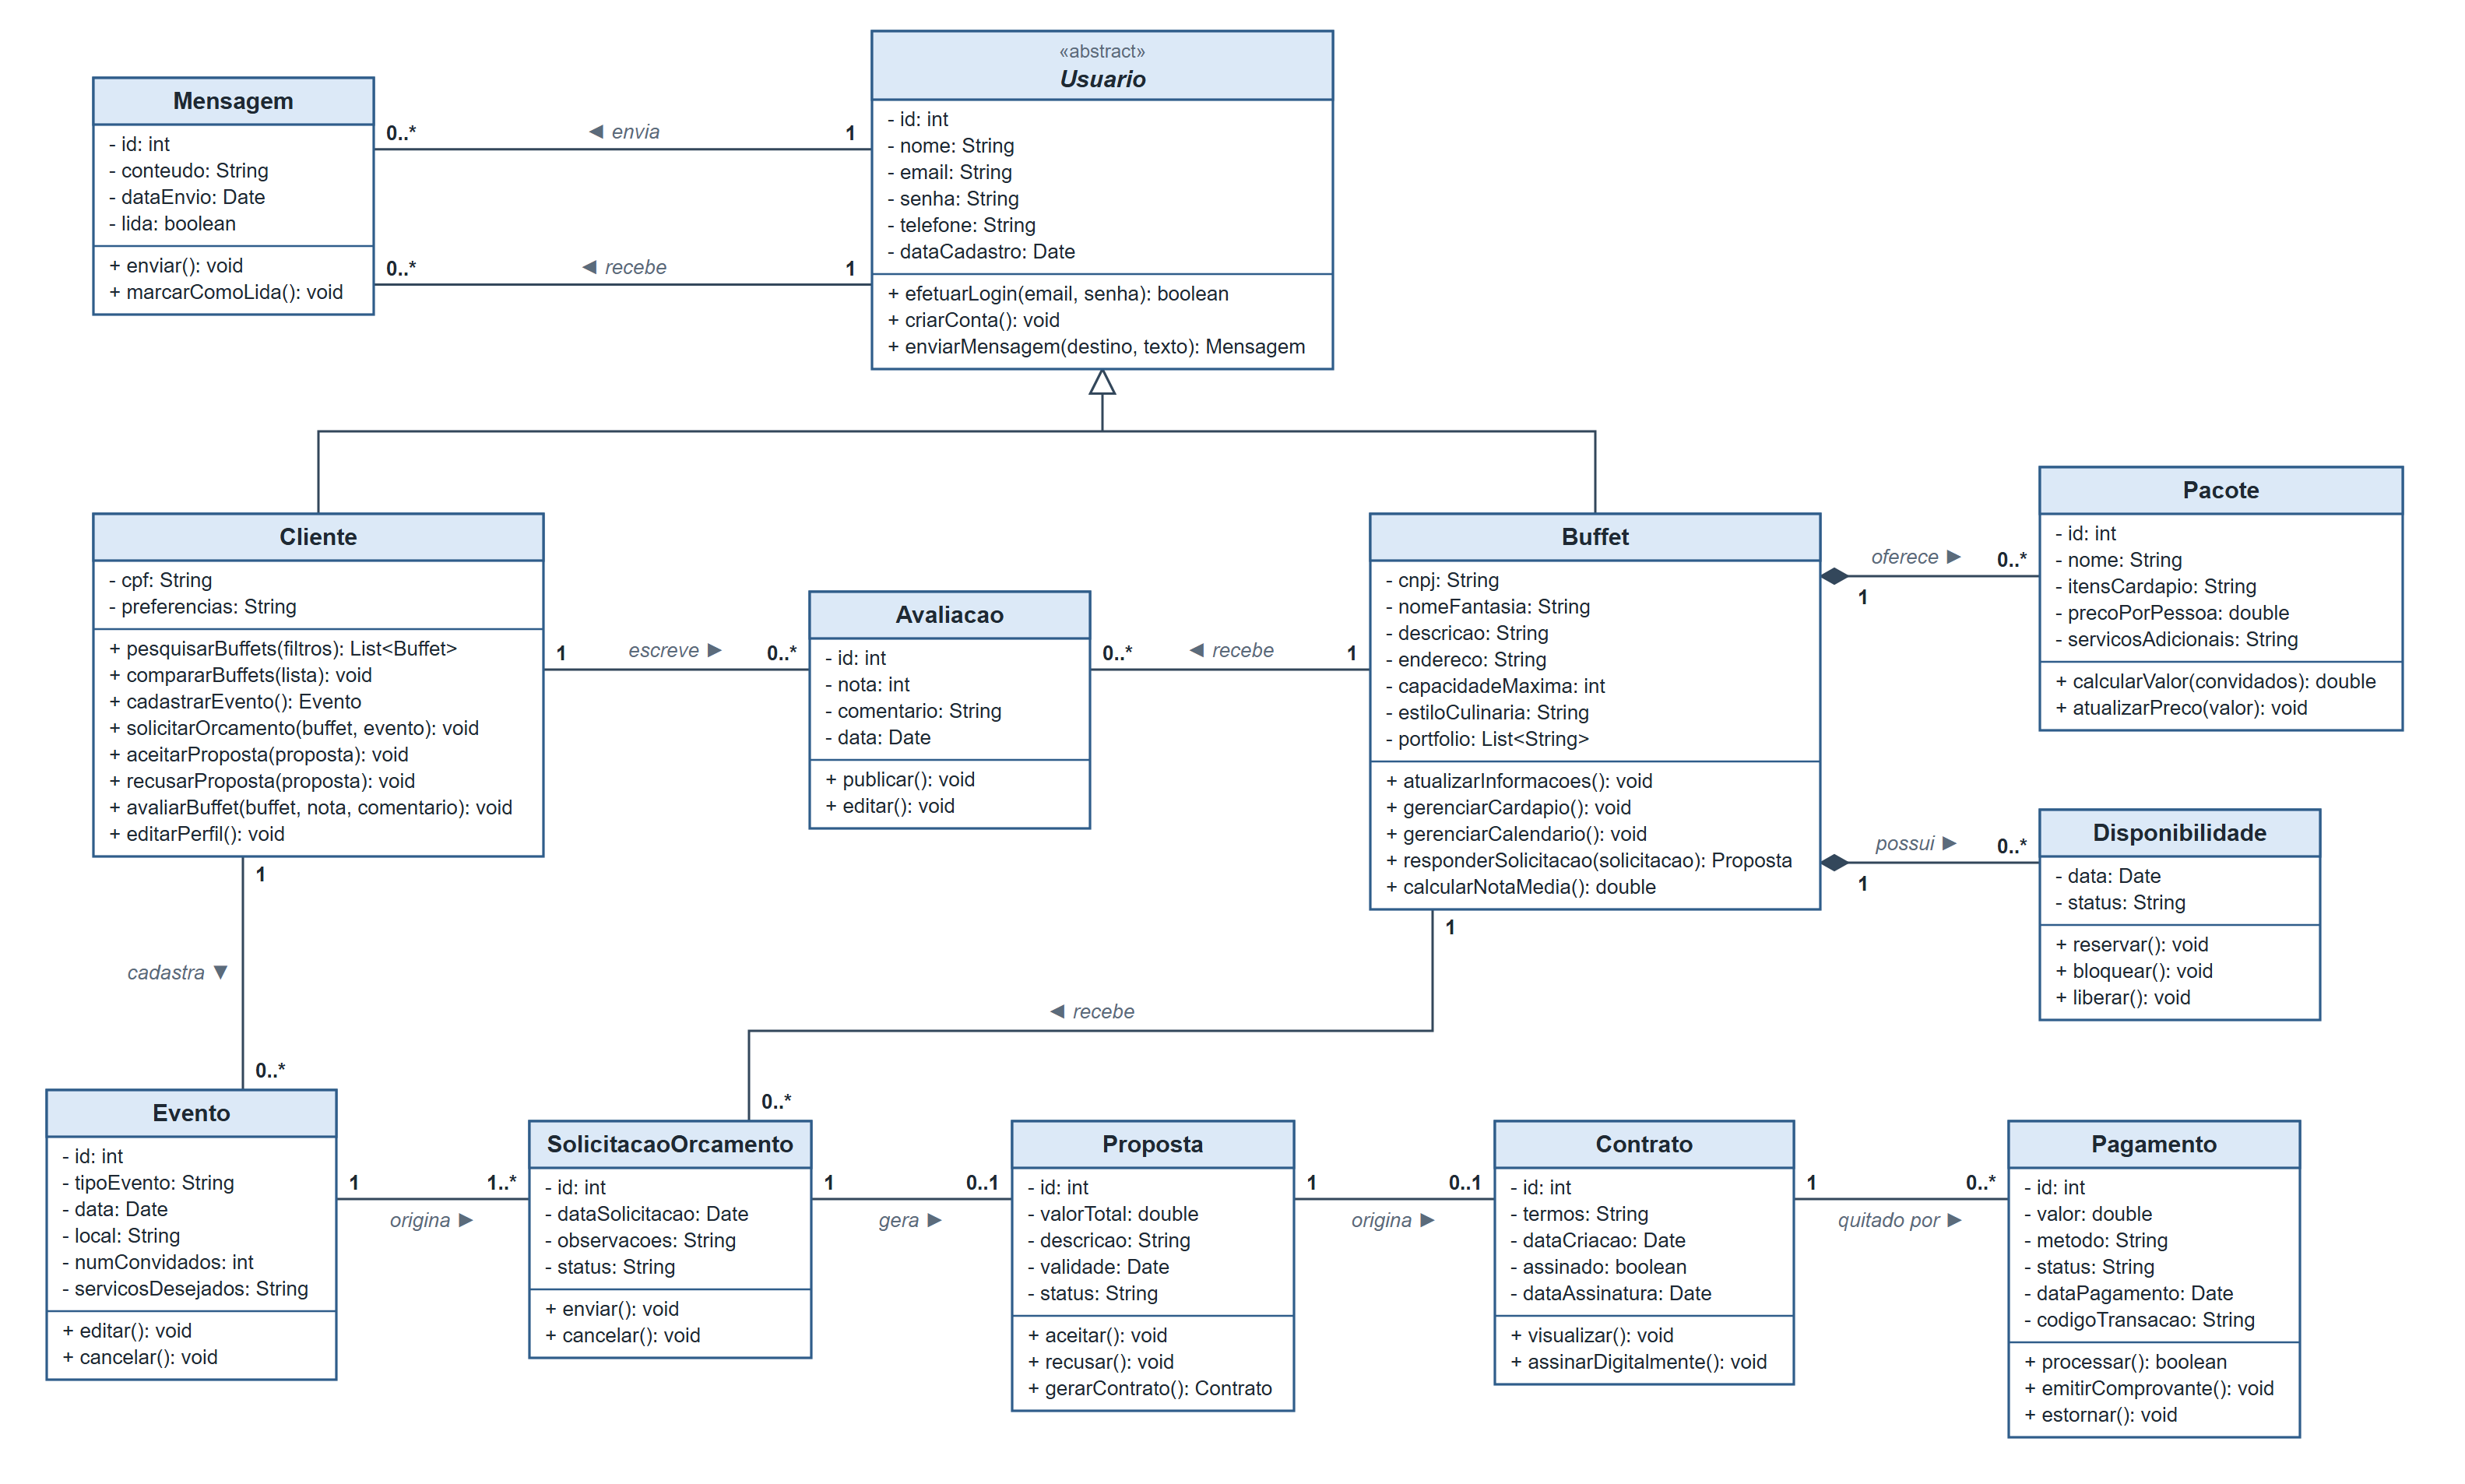 Mensagem
- id: int
- conteudo: String
- dataEnvio: Date
- lida: boolean
+ enviar(): void
+ marcarComoLida(): void
0..*
◄ envia
1
0..*
◄ recebe
1
«abstract»
Usuario
- id: int
- nome: String
- email: String
- senha: String
- telefone: String
- dataCadastro: Date
+ efetuarLogin(email, senha): boolean
+ criarConta(): void
+ enviarMensagem(destino, texto): Mensagem
Cliente
- cpf: String
- preferencias: String
+ pesquisarBuffets(filtros): List<Buffet>
+ compararBuffets(lista): void
+ cadastrarEvento(): Evento
+ solicitarOrcamento(buffet, evento): void
+ aceitarProposta(proposta): void
+ recusarProposta(proposta): void
+ avaliarBuffet(buffet, nota, comentario): void
+ editarPerfil(): void
1
escreve ►
0..*
Avaliacao
- id: int
- nota: int
- comentario: String
- data: Date
+ publicar(): void
+ editar(): void
0..*
◄ recebe
1
Buffet
- cnpj: String
- nomeFantasia: String
- descricao: String
- endereco: String
- capacidadeMaxima: int
- estiloCulinaria: String
- portfolio: List<String>
+ atualizarInformacoes(): void
+ gerenciarCardapio(): void
+ gerenciarCalendario(): void
+ responderSolicitacao(solicitacao): Proposta
+ calcularNotaMedia(): double
oferece ►
0..*
1
Pacote
- id: int
- nome: String
- itensCardapio: String
- precoPorPessoa: double
- servicosAdicionais: String
+ calcularValor(convidados): double
+ atualizarPreco(valor): void
possui ►
0..*
1
Disponibilidade
- data: Date
- status: String
+ reservar(): void
+ bloquear(): void
+ liberar(): void
1
cadastra ▼
0..*
1
◄ recebe
0..*
Evento
- id: int
- tipoEvento: String
- data: Date
- local: String
- numConvidados: int
- servicosDesejados: String
+ editar(): void
+ cancelar(): void
1
origina ►
1..*
SolicitacaoOrcamento
- id: int
- dataSolicitacao: Date
- observacoes: String
- status: String
+ enviar(): void
+ cancelar(): void
1
gera ►
0..1
Proposta
- id: int
- valorTotal: double
- descricao: String
- validade: Date
- status: String
+ aceitar(): void
+ recusar(): void
+ gerarContrato(): Contrato
1
origina ►
0..1
Contrato
- id: int
- termos: String
- dataCriacao: Date
- assinado: boolean
- dataAssinatura: Date
+ visualizar(): void
+ assinarDigitalmente(): void
1
quitado por ►
0..*
Pagamento
- id: int
- valor: double
- metodo: String
- status: String
- dataPagamento: Date
- codigoTransacao: String
+ processar(): boolean
+ emitirComprovante(): void
+ estornar(): void